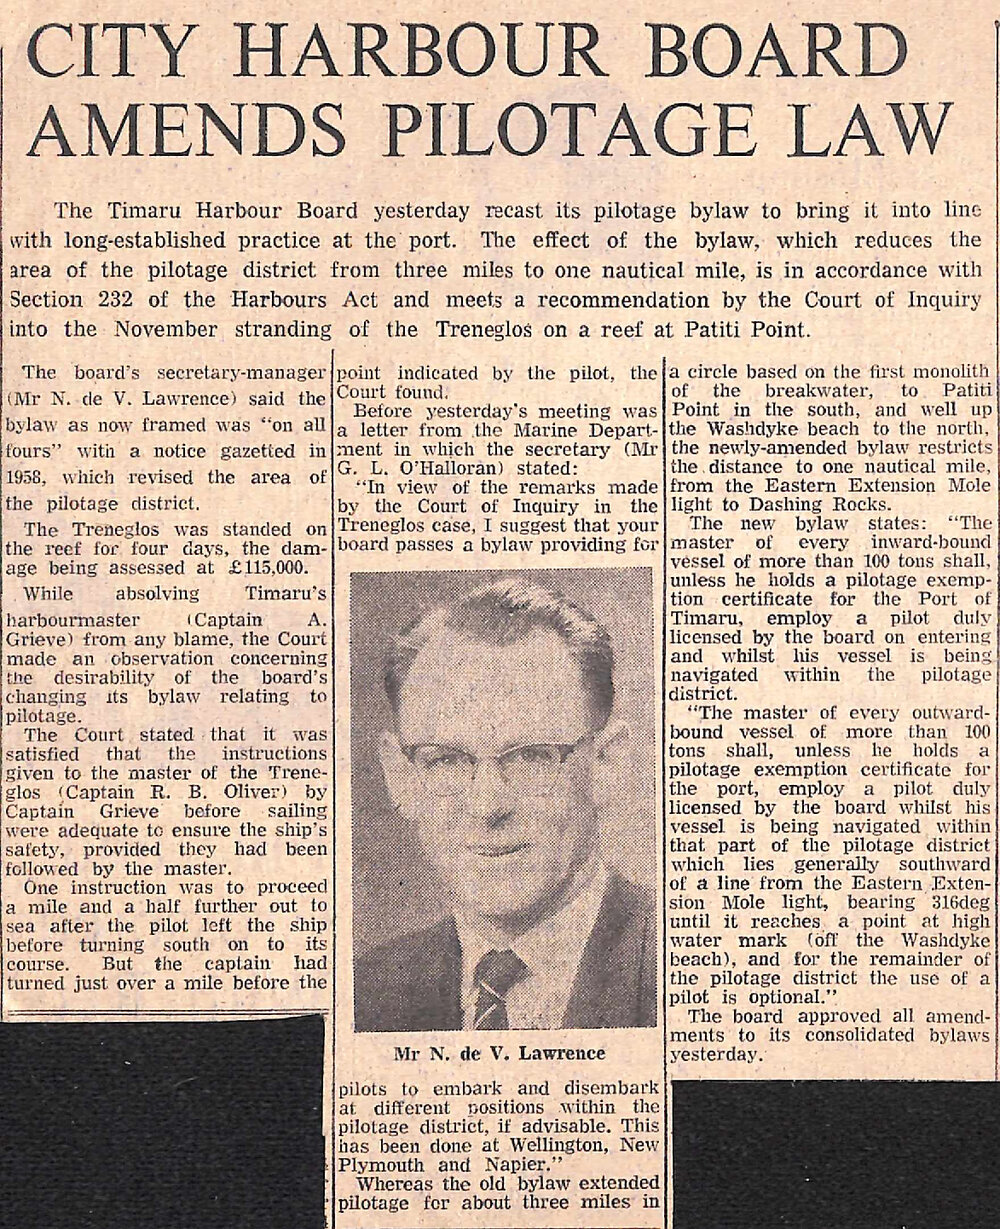 CITY HARBOUR BOARD
AMENDS PILOTAGE LAW
The Timaru Harbour Board yesterday recast its pilotage bylaw to bring it into line
with long-established practice at the port. The effect of the bylaw, which reduces the
area of the pilotage district from three miles to one nautical mile, is in accordance with
Section 232 of the Harbours Act and meets a recommendation by the Court of Inquiry
into the November stranding of the Treneglos on a reef at Patiti Point.
The board's secretary-manager
(Mr N. de V. Lawrence) said the
bylaw as now framed was "on all
fours" with a notice gazetted in
1958, which revised the area of
the pilotage district.
The Treneglos was standed on
the reef for four days, the dam-
age being assessed at £115,000.
While absolving Timaru's
harbourmaster (Captain A.
Grieve) from any blame, the Court
made an observation concerning
the desirability of the board's
changing its bylaw relating to
pilotage.
The Court stated that it was
satisfied that the instructions
given to the master of the Trene-
glos (Captain R. B. Oliver) by
Captain Grieve before sailing
were adequate to ensure the ship's
safety, provided they had been
followed by the master.
One instruction was to proceed
a mile and a half further out to
sea after the pilot left the ship
before turning south on to its
course. But the captain had
turned just over a mile before the
point indicated by the pilot, the
Court found.
Before yesterday's meeting was
a letter from the Marine Depart-
ment in which the secretary (Mr
G. L. O'Halloran) stated:
"In view of the remarks made
by the Court of Inquiry in the
Treneglos case, I suggest that your
board passes a bylaw providing for
Mr N. de V. Lawrence
pilots to embark and disembark
at different positions within the
pilotage district, if advisable. This
has been done at Wellington, New
Plymouth and Napier."
Whereas the old bylaw extended
pilotage for about three miles in
a circle based on the first monolith
of the breakwater, to Patiti
Point in the south, and well up
the Washdyke beach to the north,
the newly-amended bylaw restricts
the distance to one nautical mile,
from the Eastern Extension Mole
light to Dashing Rocks.
The new bylaw states: "The
master of every inward-bound
vessel of more than 100 tons shall,
unless he holds a pilotage exemp-
tion certificate for the Port of
Timaru, employ a pilot duly
licensed by the board on entering
and whilst his vessel is being
navigated within the pilotage
district.
"The master of every outward-
bound vessel of more than 100
tons shall, unless he holds a
pilotage exemption certificate for
the port, employ a pilot duly
licensed by the board whilst his
vessel is being navigated within
that part of the pilotage district
which lies generally southward
of a line from the Eastern Exten-
sion Mole light, bearing 316deg
until it reaches a point at high
water mark (off the Washdyke
beach), and for the remainder of
the pilotage district the use of a
pilot is optional."
The board approved all amend-
ments to its consolidated bylaws
yesterday.